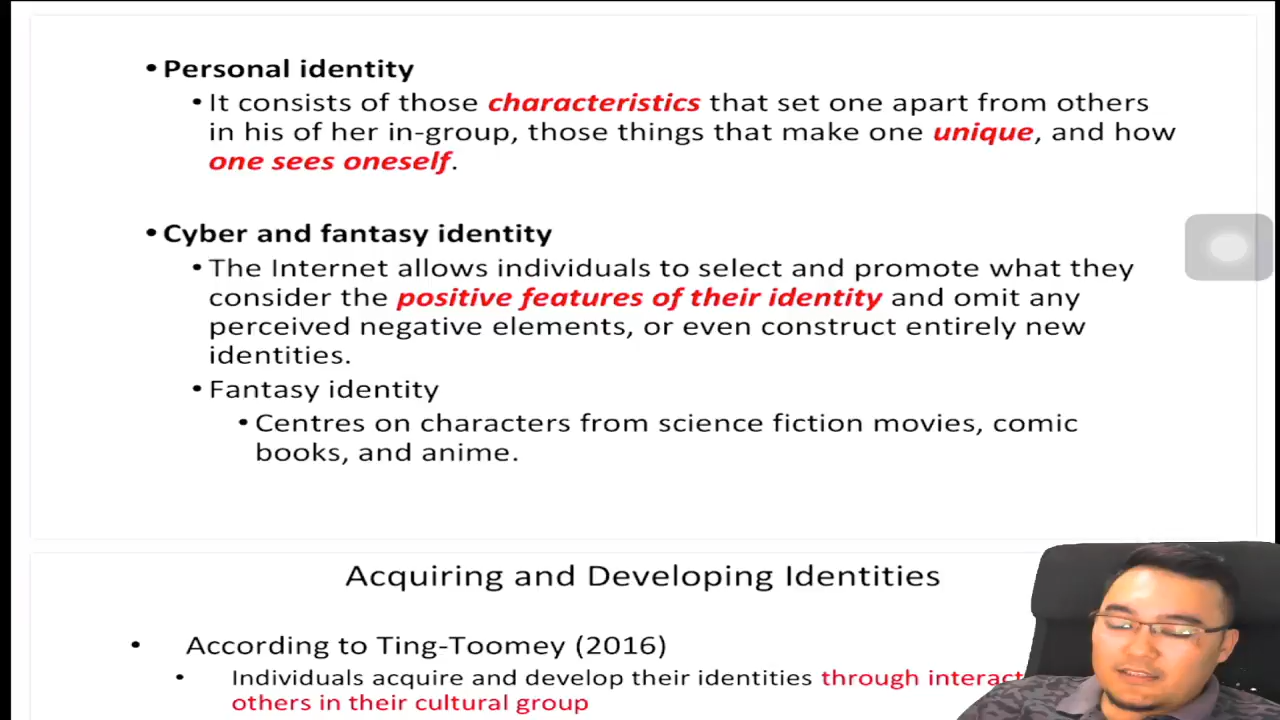 • Personal identity
• It consists of those characteristics that set one apart from others
in his of her in-group, those things that make one unique, and how
one sees oneself.
• Cyber and fantasy identity
• The Internet allows individuals to select and promote what they
consider the positive features of their identity and omit any
perceived negative elements, or even construct entirely new
identities.
• Fantasy identity
• Centres on characters from science fiction movies, comic
books, and anime.
Acquiring and Developing Identities
• According to Ting-Toomey (2016)
• Individuals acquire and develop their identities through interact
others in their cultural group